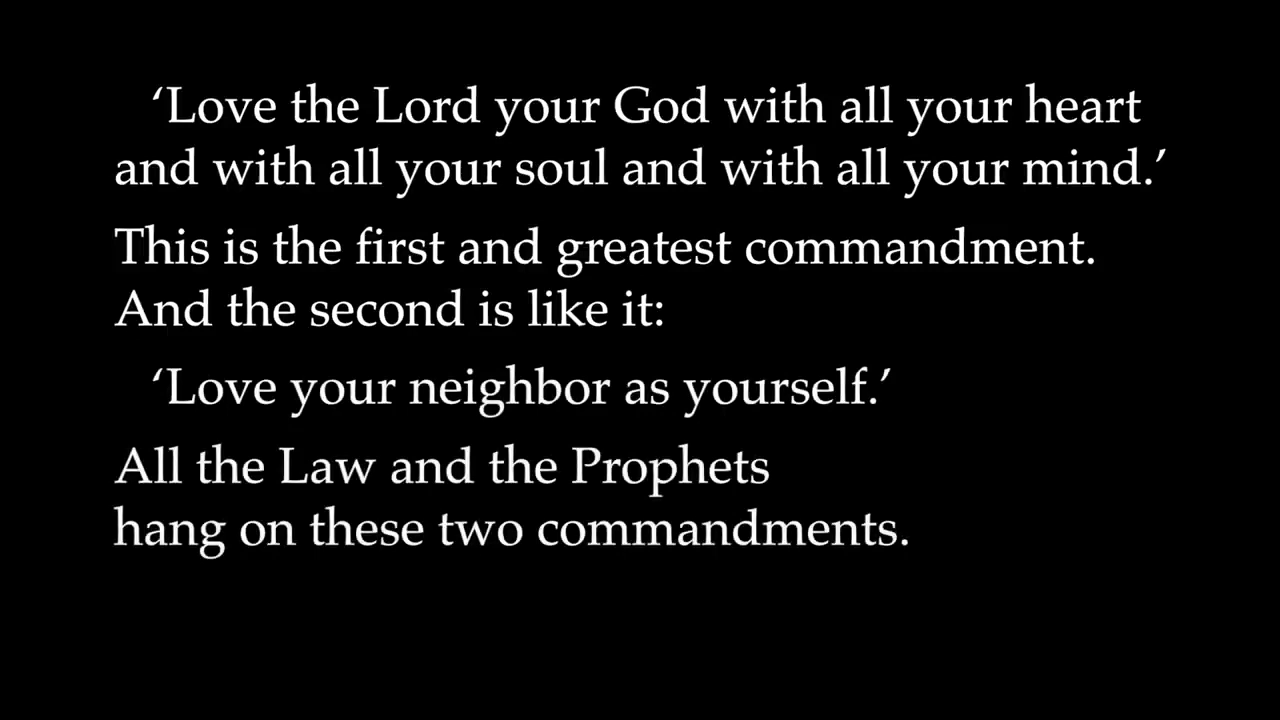 ‘Love the Lord your God with all your heart
and with all your soul and with all your mind.’
This is the first and greatest commandment.
And the second is like it:
‘Love your neighbor as yourself.’
All the Law and the Prophets
hang on these two commandments.